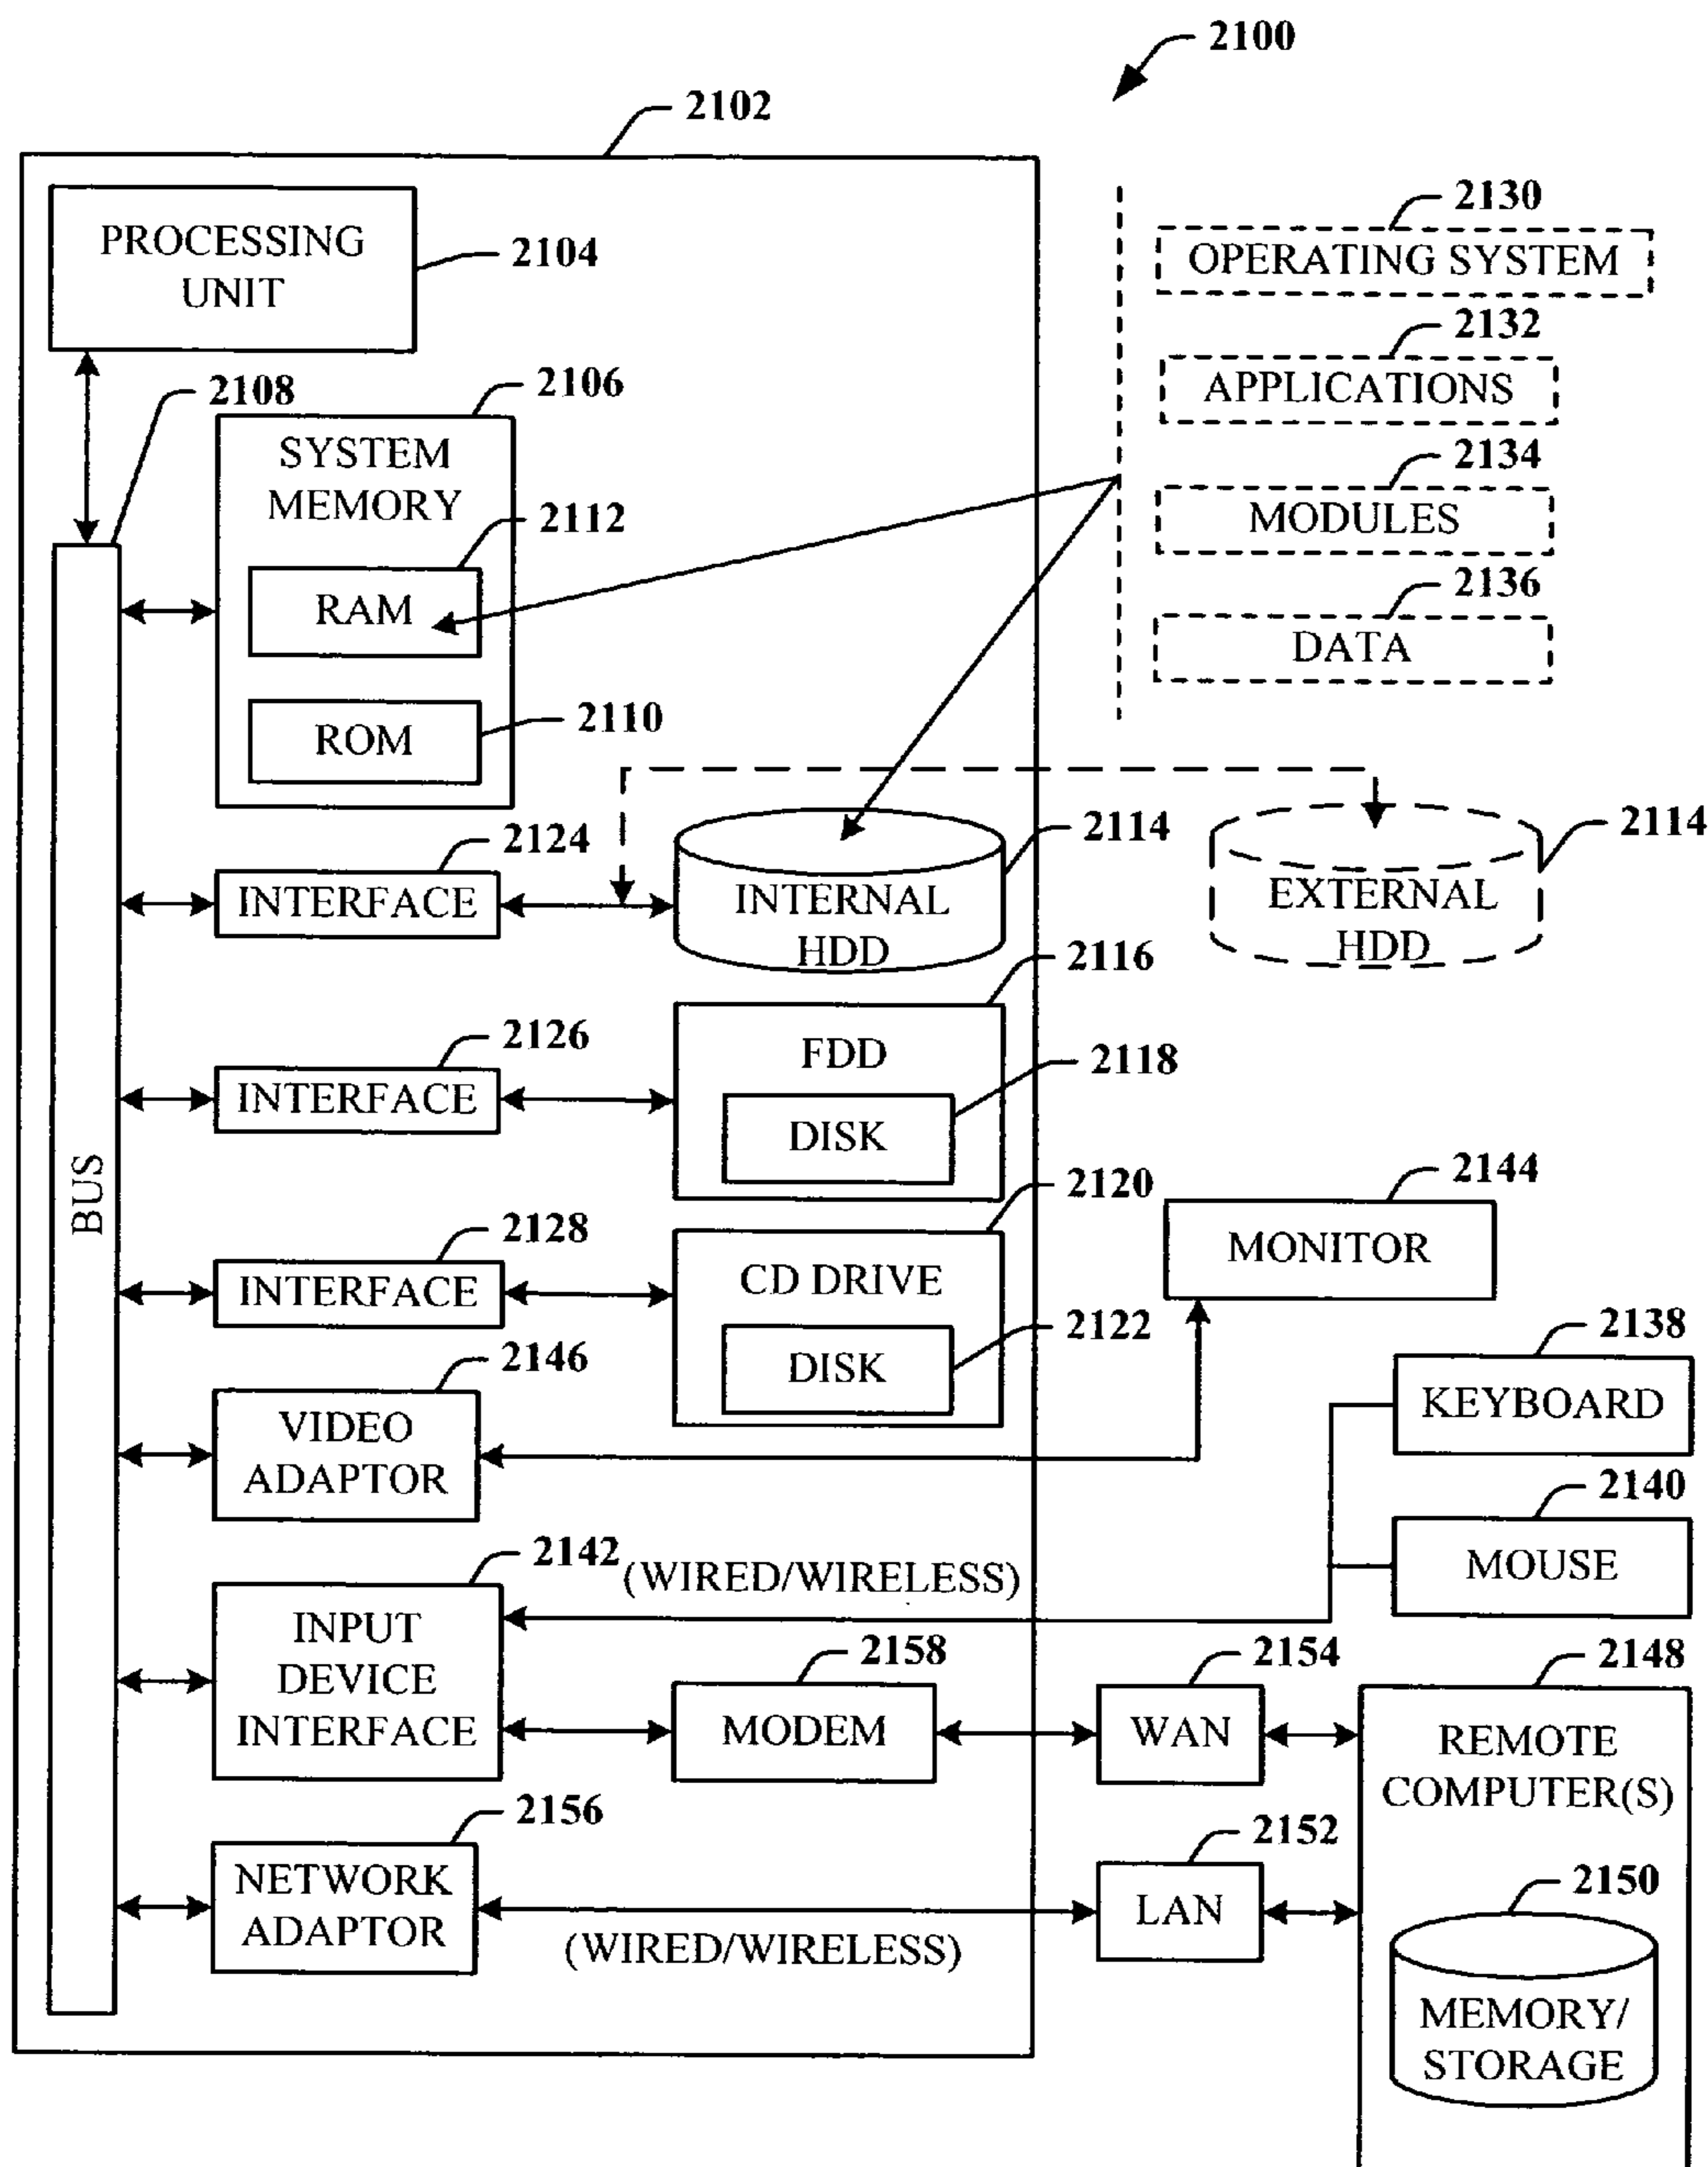 2100
2102
PROCESSING
UNIT
2104
2130
OPERATING SYSTEM
2132
APPLICATIONS
2134
MODULES
2136
DATA
2108
2106
SYSTEM
MEMORY
2112
RAM
2110
ROM
BUS
2124
INTERFACE
2114
INTERNAL
HDD
2114
EXTERNAL
HDD
2126
INTERFACE
2116
FDD
2118
DISK
2128
INTERFACE
2120
CD DRIVE
2122
DISK
2144
MONITOR
2146
VIDEO
ADAPTOR
2138
KEYBOARD
2140
MOUSE
2142
(WIRED/WIRELESS)
INPUT
DEVICE
INTERFACE
2158
MODEM
2154
WAN
2148
REMOTE
COMPUTER(S)
2156
NETWORK
ADAPTOR
(WIRED/WIRELESS)
2152
LAN
2150
MEMORY/
STORAGE